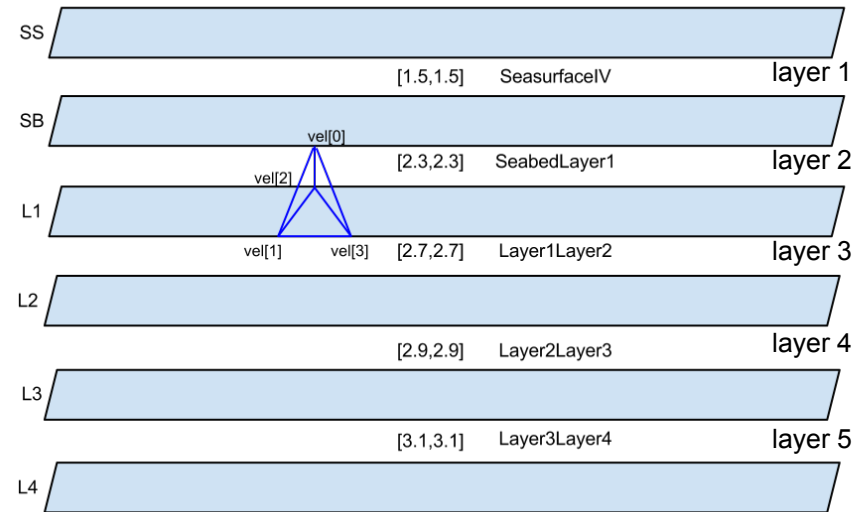 SS
[1.5,1.5] SeasurfaceIV layer 1
SB
vel[0]
[2.3,2.3] SeabedLayer1 layer 2
vel[2]
L1
vel[1] vel[3] [2.7,2.7] Layer1Layer2 layer 3
L2
[2.9,2.9] Layer2Layer3 layer 4
L3
[3.1,3.1] Layer3Layer4 layer 5
L4